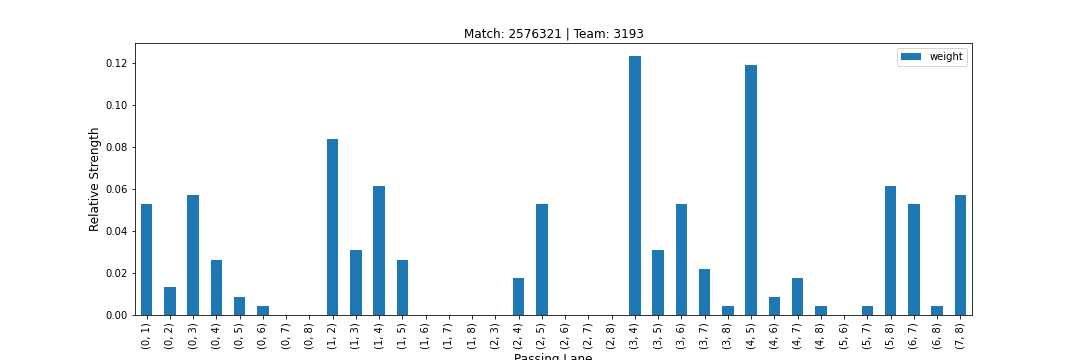 Match: 2576321 | Team: 3193
weight
Relative Strength
0.12
0.10
0.08
0.06
0.04
0.02
0.00
(0, 1) (0, 2) (0, 3) (0, 4) (0, 5) (0, 6) (0, 7) (0, 8) (1, 2) (1, 3) (1, 4) (1, 5) (1, 6) (1, 7) (1, 8) (2, 3) (2, 4) (2, 5) (2, 6) (2, 7) (2, 8) (3, 4) (3, 5) (3, 6) (3, 7) (3, 8) (4, 5) (4, 6) (4, 7) (4, 8) (5, 6) (5, 7) (5, 8) (6, 7) (6, 8) (7, 8)
Passing Lane